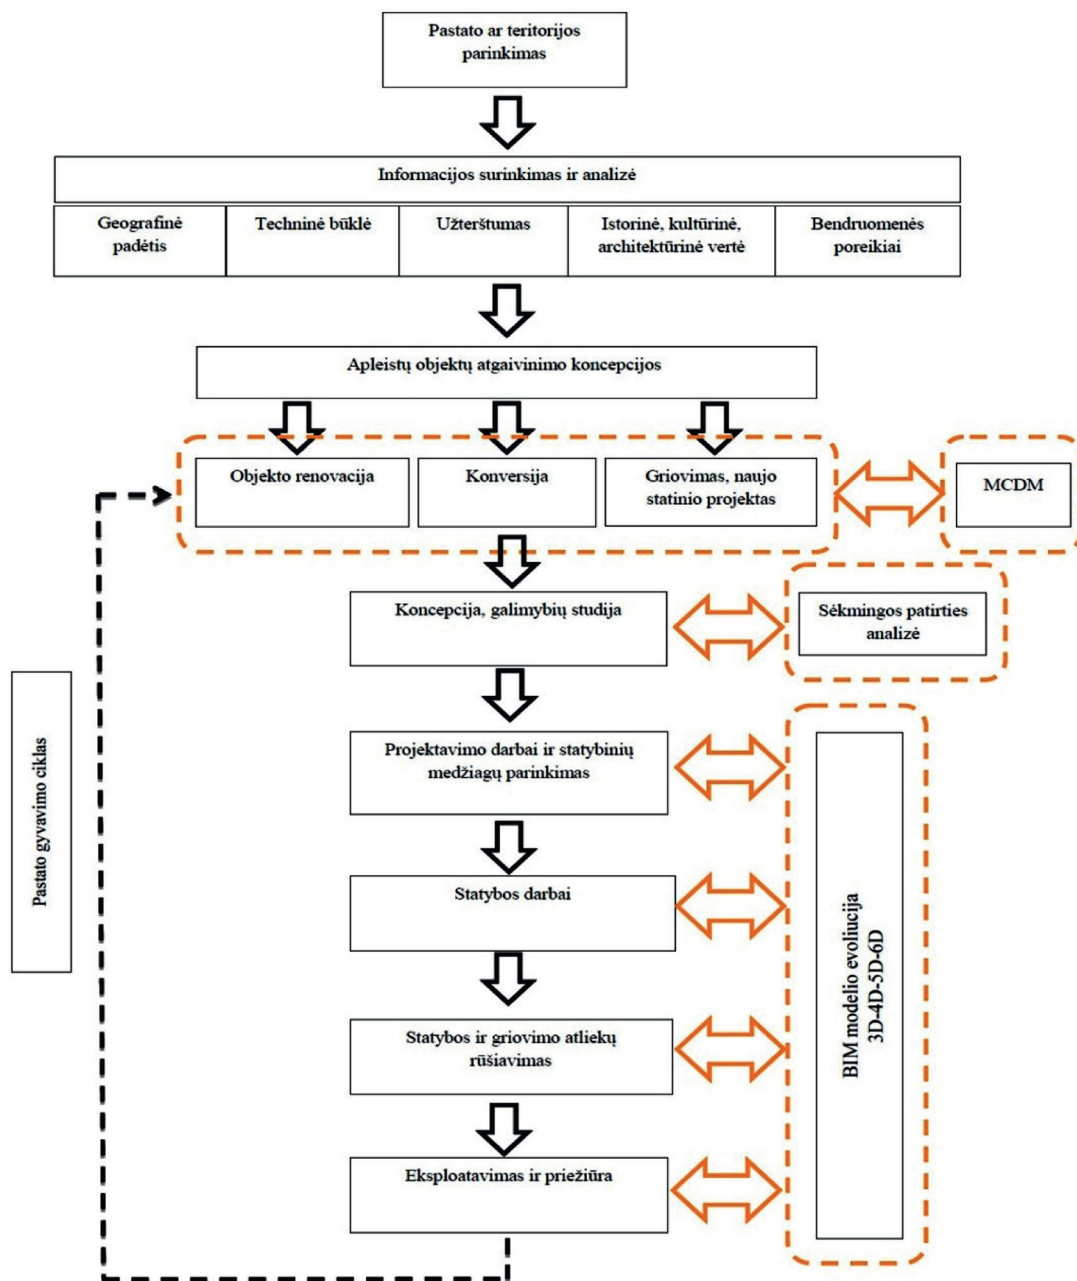 Pastato ar teritorijos
parinkimas
Informacijos surinkimas ir analizė
Geografinė
padėtis
Techninė būklė
Užterštumas
Istorinė, kultūrinė,
architektūrinė vertė
Bendruomenės
poreikiai
Apleistų objektų atgaivinimo koncepcijos
Objekto renovacija
Konversija
Griovimas, naujo
statinio projektas
MCDM
Koncepcija, galimybių studija
Sėkmingos patirties
analizė
Pastato gyvavimo ciklas
Projektavimo darbai ir statybinių
medžiagų parinkimas
Statybos darbai
Statybos ir griovimo atliekų
rūšiavimas
Eksploatavimas ir priežiūra
BIM modelio evoliucija
3D-4D-5D-6D